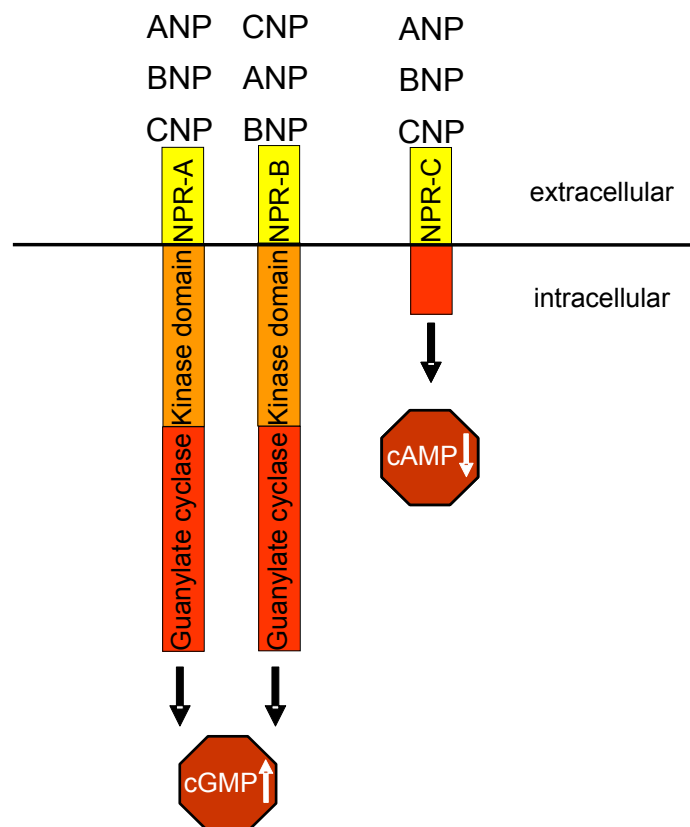 ANP CNP ANP
BNP ANP BNP
CNP BNP CNP
NPR-A
NPR-B
NPR-C
extracellular
intracellular
Kinase domain
Kinase domain
cAMP
Guanylate cyclase
Guanylate cyclase
cGMP